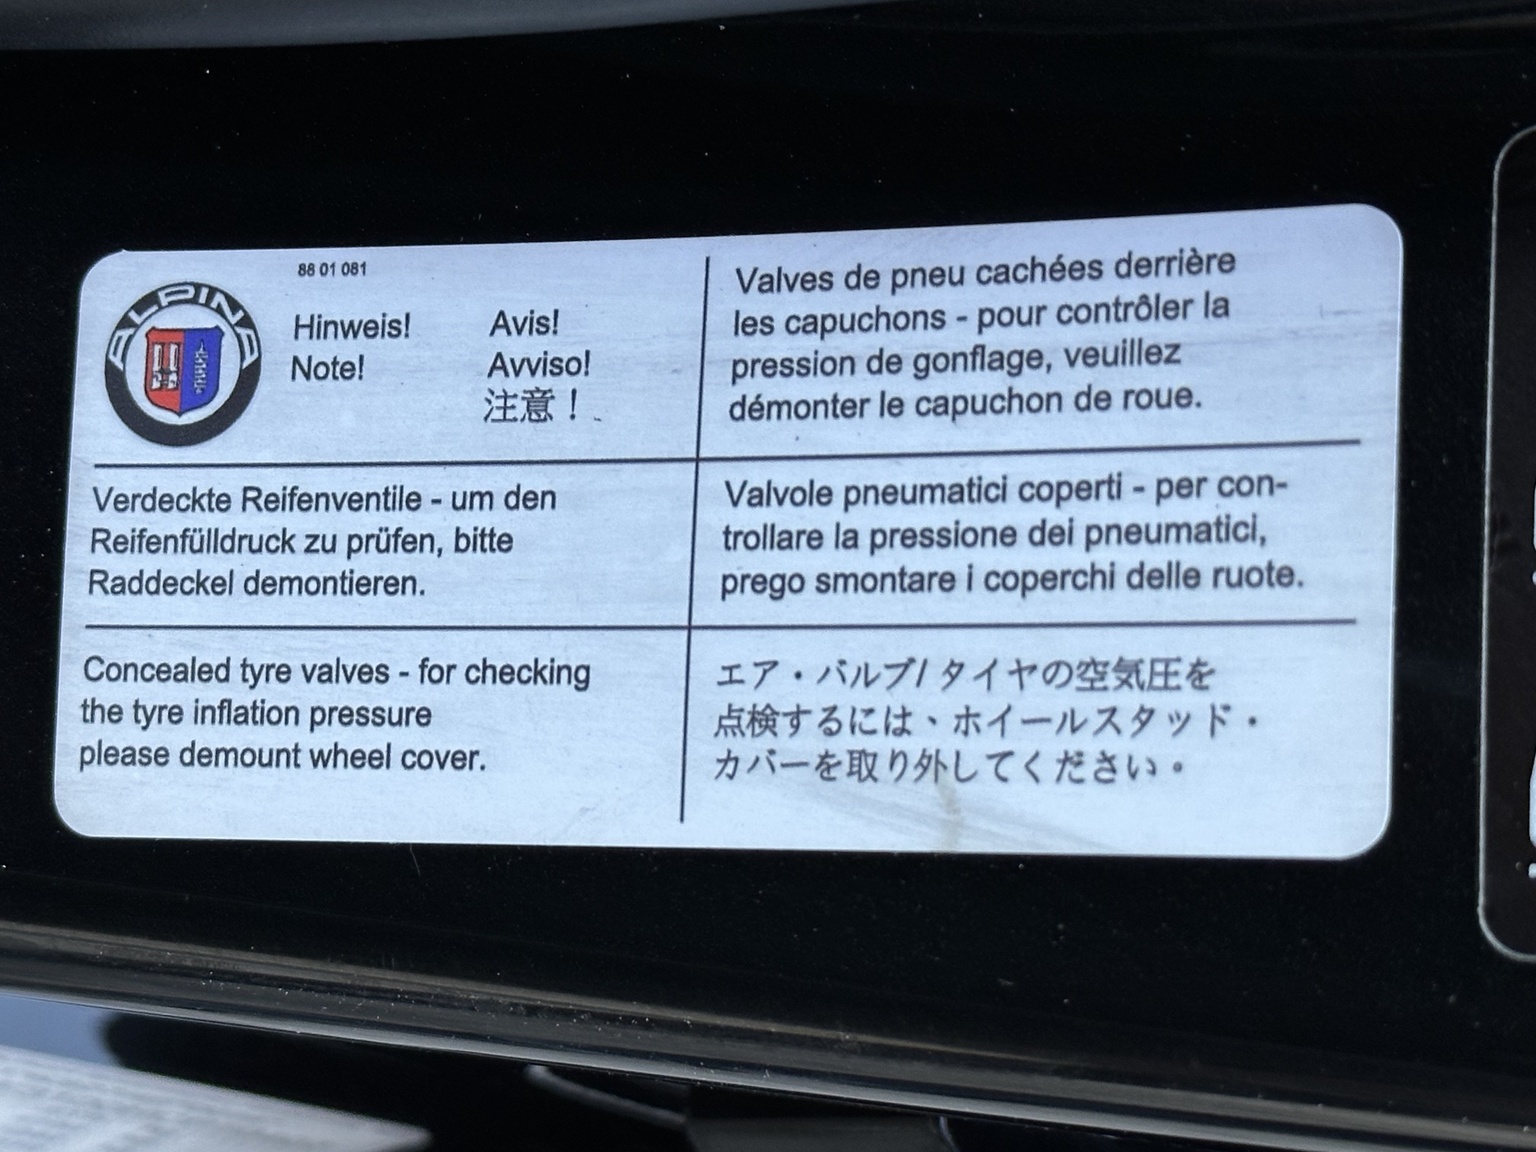 88 01 081
ALPINA
Hinweis!
Note!
Avis!
Avviso!
注意！
Verdeckte Reifenventile - um den
Reifenfülldruck zu prüfen, bitte
Raddeckel demontieren.
Concealed tyre valves - for checking
the tyre inflation pressure
please demount wheel cover.
Valves de pneu cachées derrière
les capuchons - pour contrôler la
pression de gonflage, veuillez
démonter le capuchon de roue.
Valvole pneumatici coperti - per con-
trollare la pressione dei pneumatici,
prego smontare i coperchi delle ruote.
エア・バルブ/ タイヤの空気圧を
点検するには、ホイールスタッド・
カバーを取り外してください。